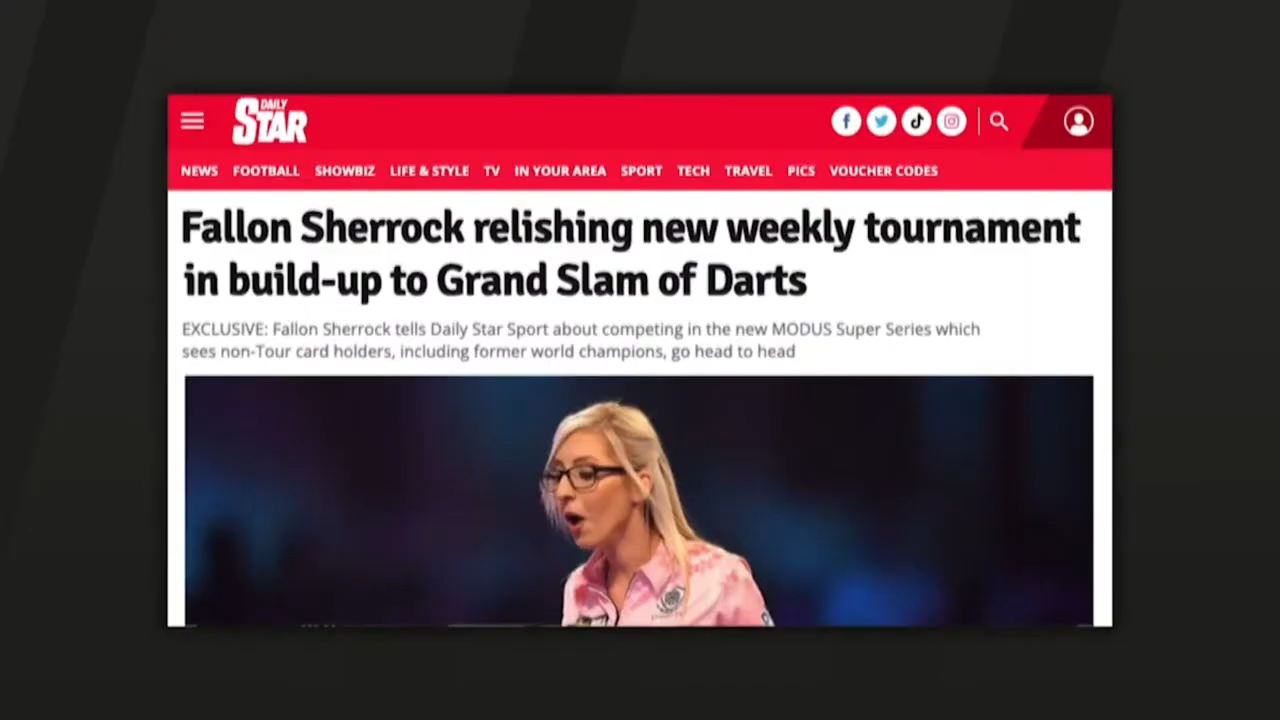 DAILY
STAR
NEWS FOOTBALL SHOWBIZ LIFE & STYLE TV IN YOUR AREA SPORT TECH TRAVEL PICS VOUCHER CODES
Fallon Sherrock relishing new weekly tournament
in build-up to Grand Slam of Darts
EXCLUSIVE: Fallon Sherrock tells Daily Star Sport about competing in the new MODUS Super Series which
sees non-Tour card holders, including former world champions, go head to head